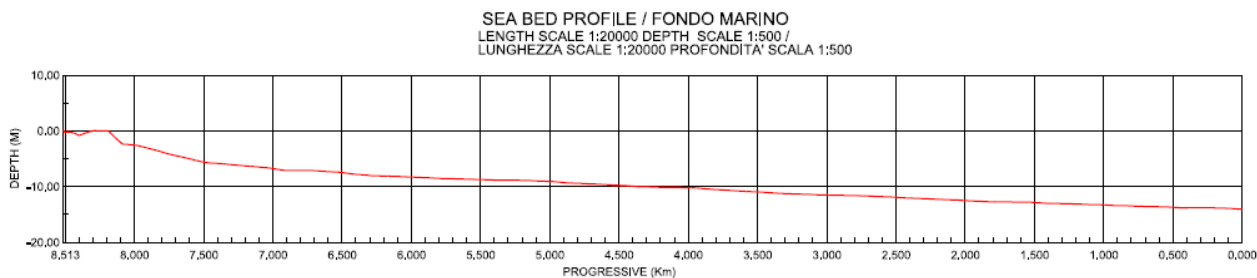 SEA BED PROFILE / FONDO MARINO
LENGTH SCALE 1:20000 DEPTH SCALE 1:500 /
LUNGHEZZA SCALE 1:20000 PROFONDITA' SCALA 1:500
10,00
0.00
-10,00
-20.00
DEPTH (M)
8.513 8,000 7,500 7,000 6,500 6,000 5,500 5,000 4,500 4,000 3,500 3,000 2,500 2,000 1,500 1,000 0,500 0,000
PROGRESSIVE (Km)